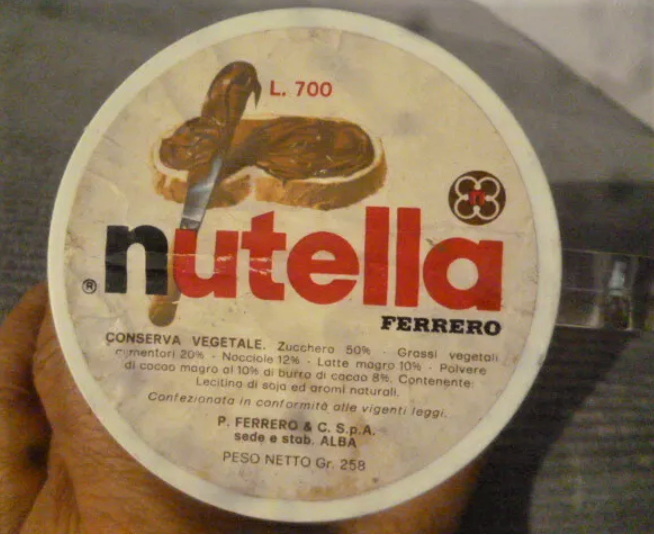 L. 700
nutella
®
FERRERO
CONSERVA VEGETALE. Zucchero 50% - Grassi vegetali
alimentari 20% - Nocciole 12% - Latte magro 10% - Polvere
di cacao magro al 10% di burro di cacao 8%. Contenente:
Lecitina di soia ed aromi naturali.
Confezionata in conformità alle vigenti leggi.
P. FERRERO & C. S.p.A.
sede e stab. ALBA
PESO NETTO Gr. 258